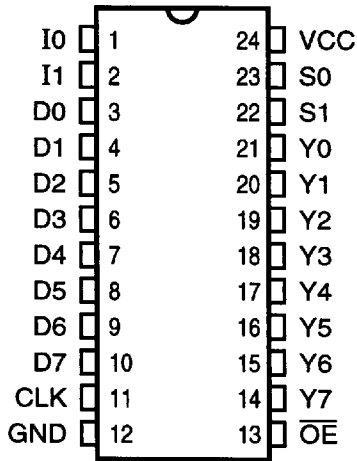 I0 1 24 VCC
I1 2 23 S0
D0 3 22 S1
D1 4 21 Y0
D2 5 20 Y1
D3 6 19 Y2
D4 7 18 Y3
D5 8 17 Y4
D6 9 16 Y5
D7 10 15 Y6
CLK 11 14 Y7
GND 12 13 O̅E̅